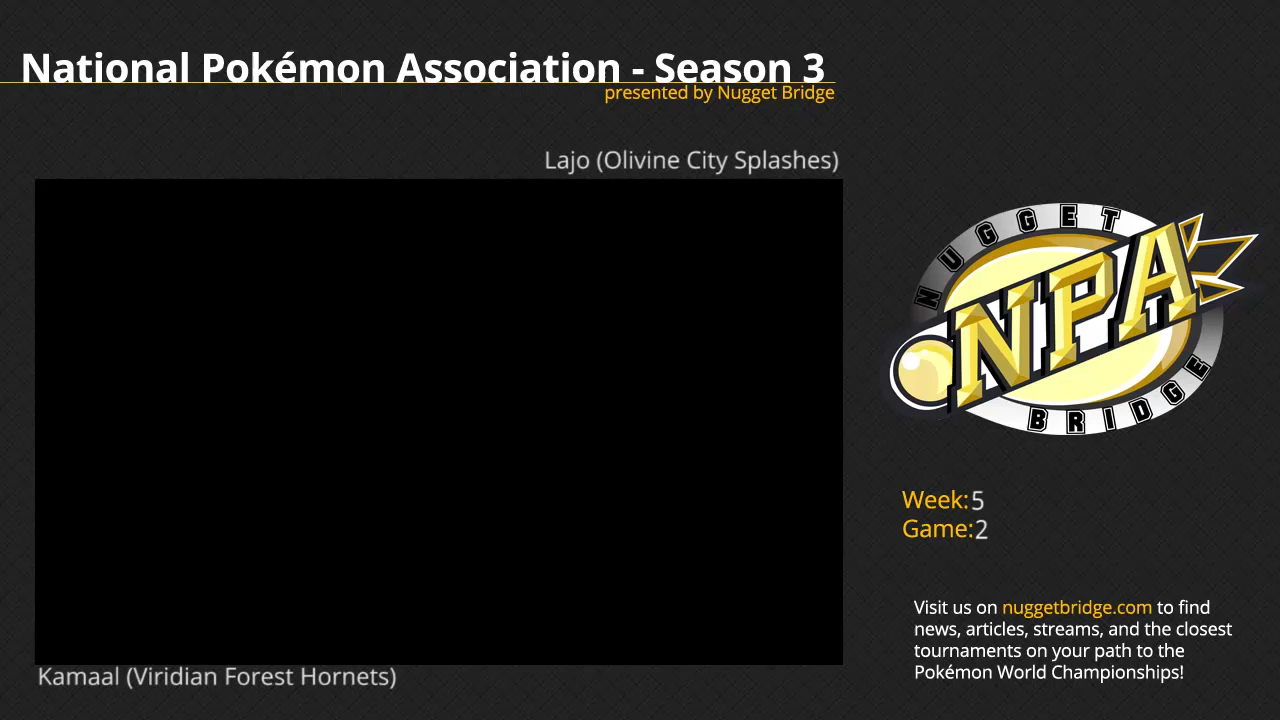 National Pokémon Association - Season 3
presented by Nugget Bridge
Lajo (Olivine City Splashes)
NUGGET
NPA
BRIDGE
Week: 5
Game: 2
Visit us on nuggetbridge.com to find
news, articles, streams, and the closest
tournaments on your path to the
Pokémon World Championships!
Kamaal (Viridian Forest Hornets)